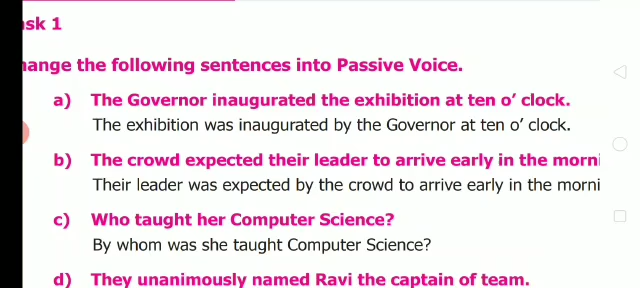 ask 1
hange the following sentences into Passive Voice.
a) The Governor inaugurated the exhibition at ten o’ clock.
The exhibition was inaugurated by the Governor at ten o’ clock.
b) The crowd expected their leader to arrive early in the morni
Their leader was expected by the crowd to arrive early in the morni
c) Who taught her Computer Science?
By whom was she taught Computer Science?
d) They unanimously named Ravi the captain of team.